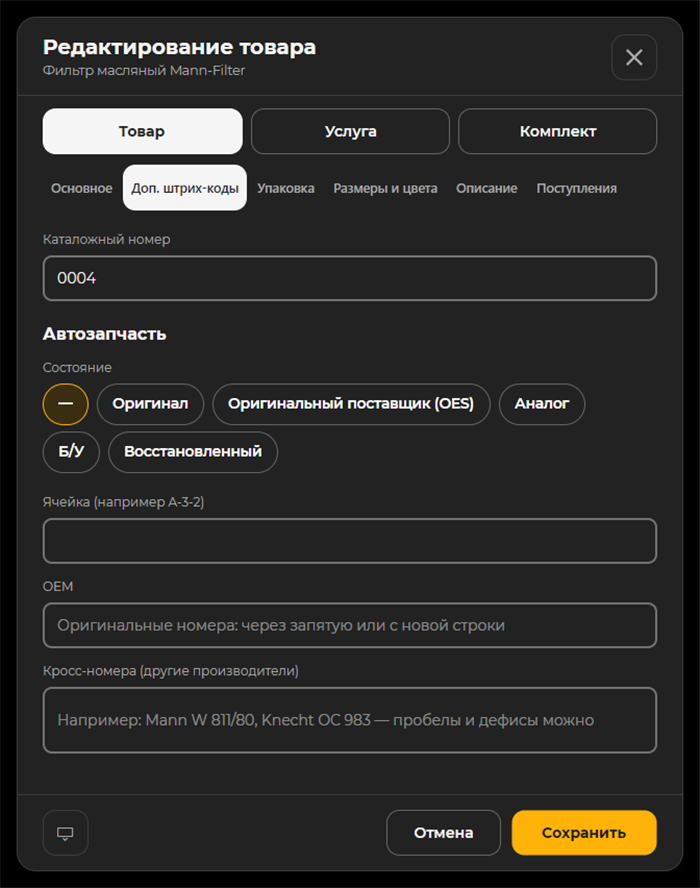 Редактирование товара
Фильтр масляный Mann-Filter
Товар Услуга Комплект
Основное Доп. штрих-коды Упаковка Размеры и цвета Описание Поступления
Каталожный номер
0004
Автозапчасть
Состояние
— Оригинал Оригинальный поставщик (OES) Аналог
Б/У Восстановленный
Ячейка (например А-3-2)
OEM
Оригинальные номера: через запятую или с новой строки
Кросс-номера (другие производители)
Например: Mann W 811/80, Knecht OC 983 — пробелы и дефисы можно
Отмена Сохранить